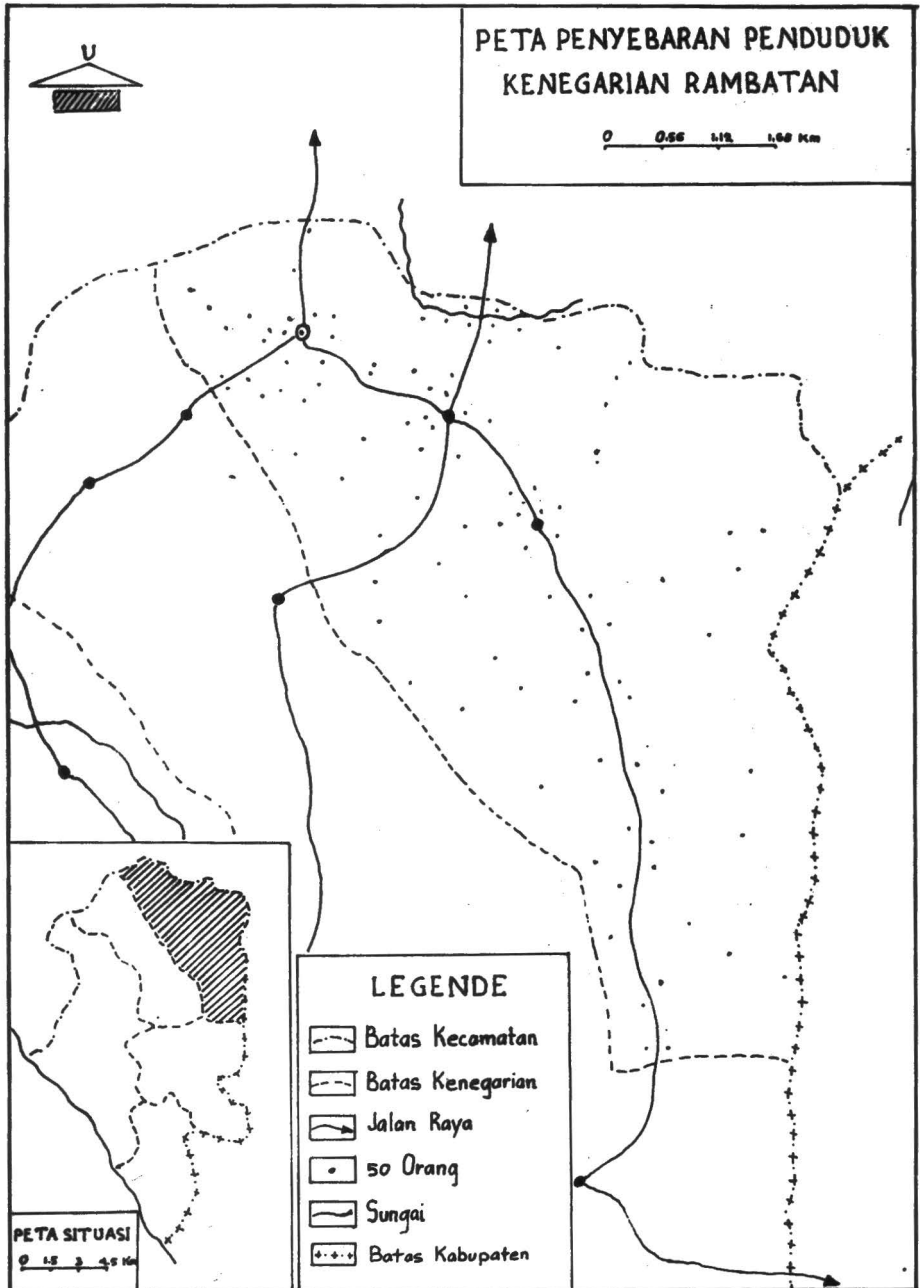 U
PETA PENYEBARAN PENDUDUK
KENEGARIAN RAMBATAN
0 0.56 1.12 1.68 Km
LEGENDE
Batas Kecamatan
Batas Kenegarian
Jalan Raya
50 Orang
Sungai
Batas Kabupaten
PETA SITUASI
0 1.5 3 4.5 Km